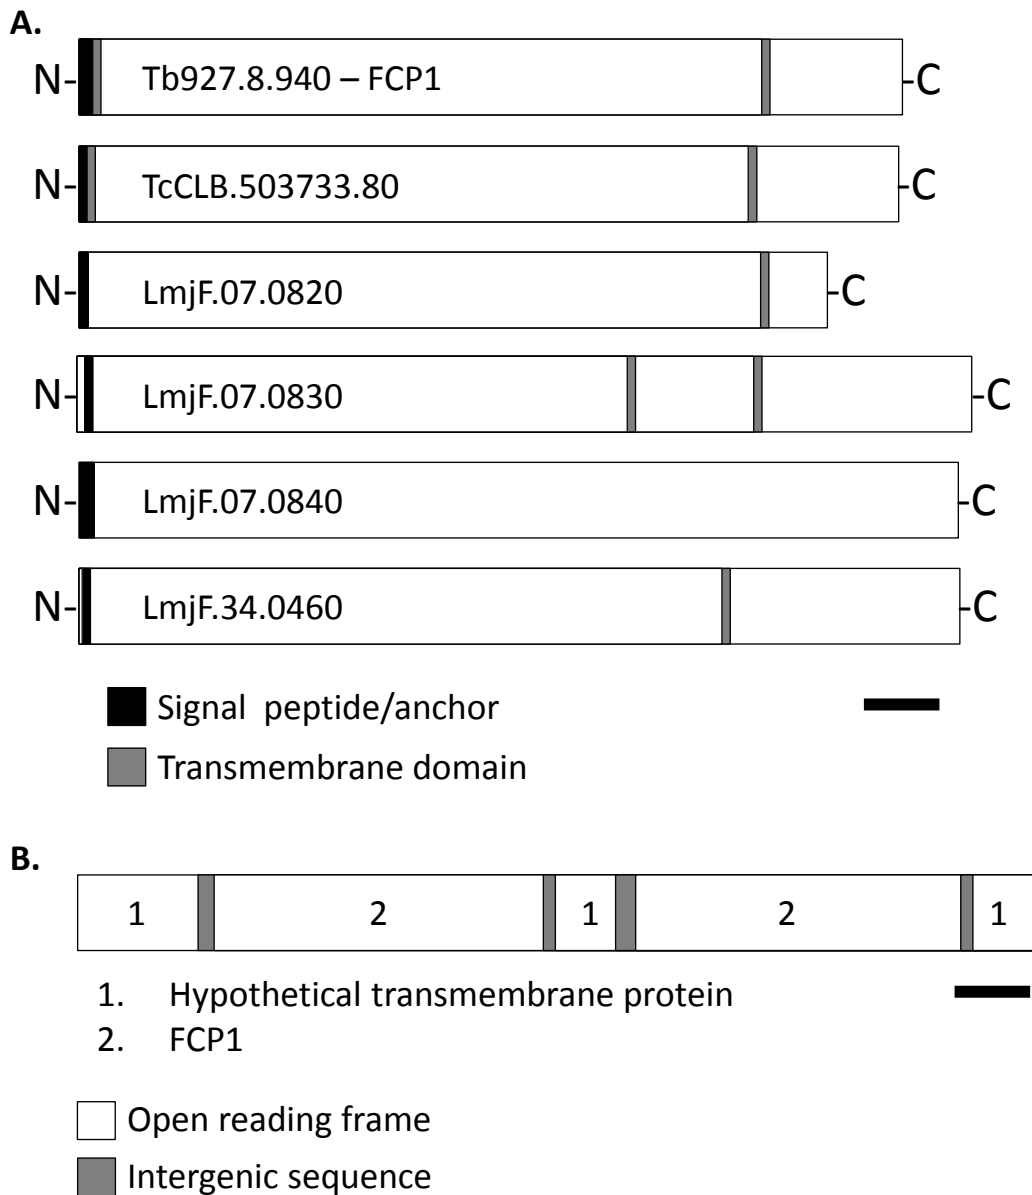 A.
N- Tb927.8.940 – FCP1 -C
N- TcCLB.503733.80 -C
N- LmjF.07.0820 -C
N- LmjF.07.0830 -C
N- LmjF.07.0840 -C
N- LmjF.34.0460 -C
Signal peptide/anchor
Transmembrane domain
B.
1 2 1 2 1
1. Hypothetical transmembrane protein
2. FCP1
Open reading frame
Intergenic sequence